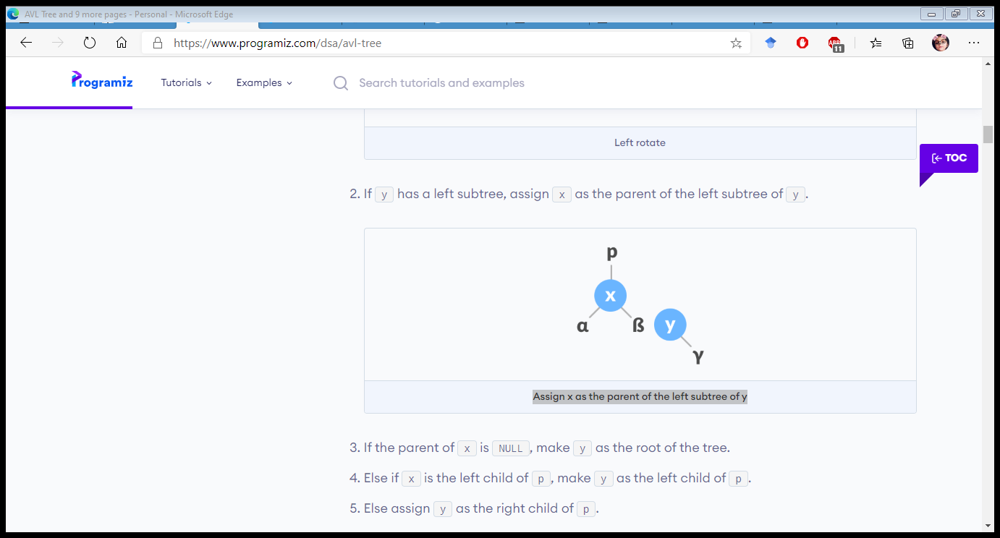 AVL Tree and 9 more pages - Personal - Microsoft Edge
https://www.programiz.com/dsa/avl-tree
ABP
11
Programiz
Tutorials
Examples
Search tutorials and examples
Left rotate
TOC
2. If y has a left subtree, assign x as the parent of the left subtree of y.
p
x
α ß y
γ
Assign x as the parent of the left subtree of y
3. If the parent of x is NULL, make y as the root of the tree.
4. Else if x is the left child of p, make y as the left child of p.
5. Else assign y as the right child of p.